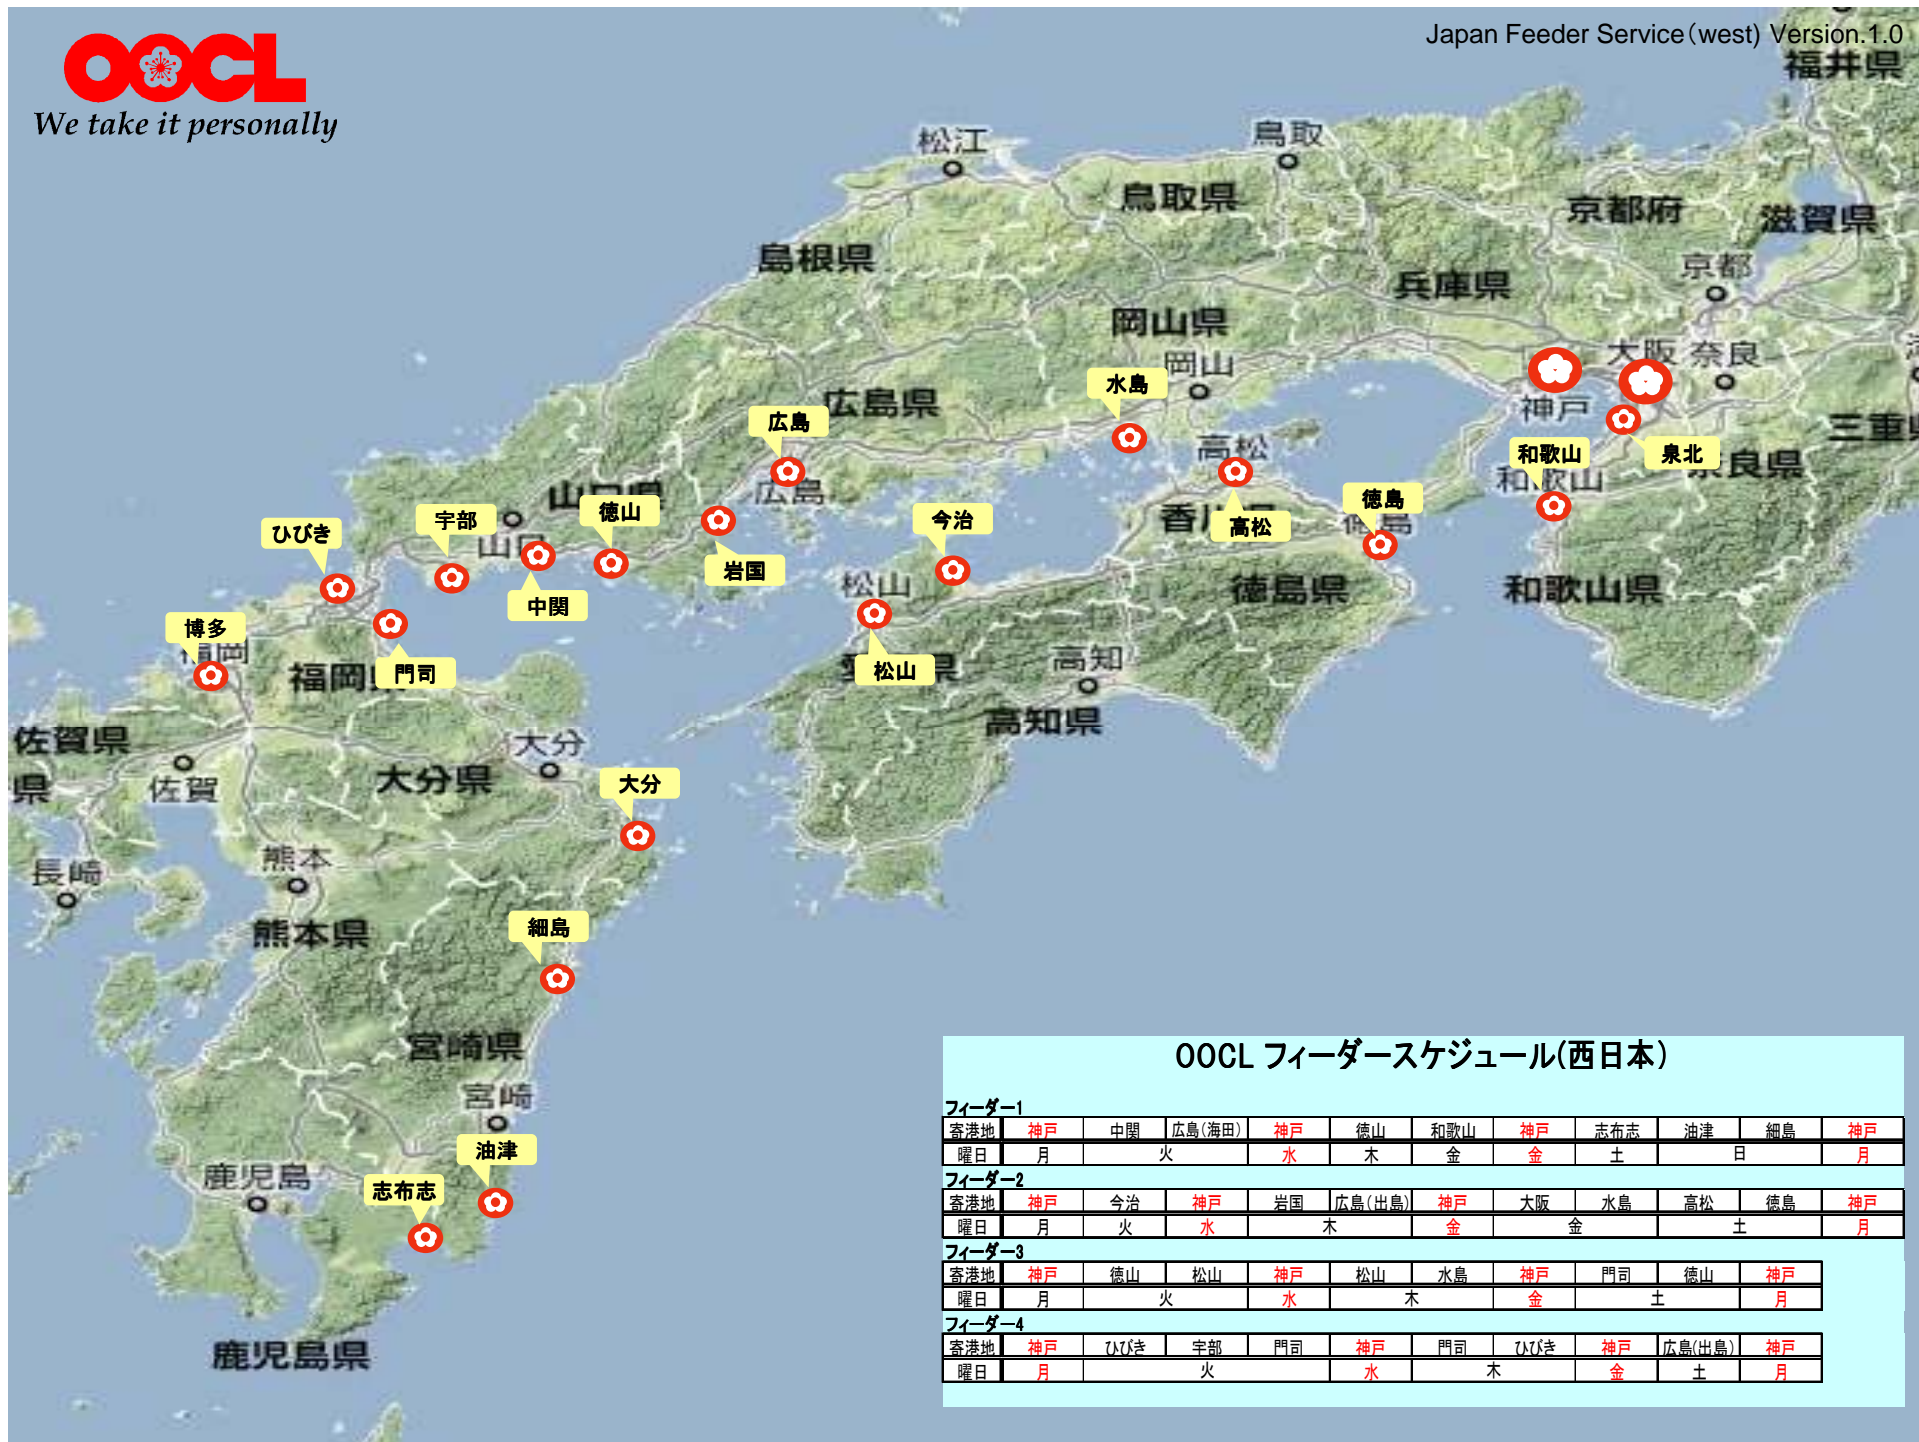 Japan Feeder Service(west) Version.1.0
OOCL
We take it personally
福井県
松江
鳥取
鳥取県
京都府
滋賀県
島根県
京都
兵庫県
岡山県
岡山
大阪
奈良
水島
広島県
神戸
三重県
広島
高松
和歌山
泉北
奈良県
和歌山
広島
山口県
徳山
香川
徳島
徳島
ひびき
宇部
山口
今治
高松
岩国
松山
徳島県
和歌山県
中関
博多
福岡
福岡県
門司
松山
高知
高知県
佐賀県
佐賀
県
大分
大分県
大分
熊本
長崎
熊本県
細島
宮崎県
宮崎
油津
鹿児島
志布志
鹿児島県
OOCL フィーダースケジュール(西日本)
フィーダー1
寄港地 神戸 中関 広島(海田) 神戸 徳山 和歌山 神戸 志布志 油津 細島 神戸
曜日 月 火 水 木 金 金 土 日 月
フィーダー2
寄港地 神戸 今治 神戸 岩国 広島(出島) 神戸 大阪 水島 高松 徳島 神戸
曜日 月 火 水 木 金 金 土 月
フィーダー3
寄港地 神戸 徳山 松山 神戸 松山 水島 神戸 門司 徳山 神戸
曜日 月 火 水 木 金 土 月
フィーダー4
寄港地 神戸 ひびき 宇部 門司 神戸 門司 ひびき 神戸 広島(出島) 神戸
曜日 月 火 水 木 金 土 月